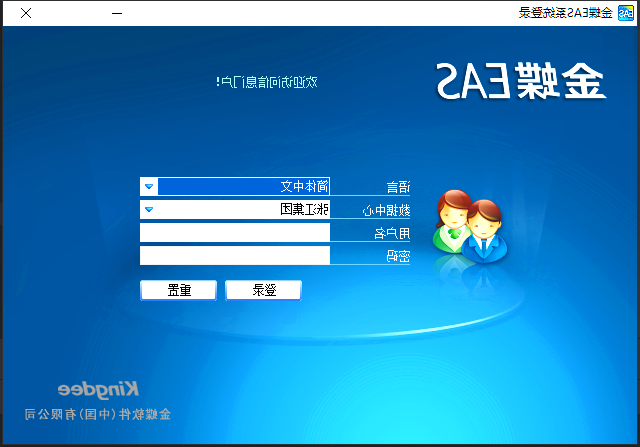 金蝶EAS系统登录
金蝶EAS
欢迎访问信息门户!
语言 简体中文
数据中心 张江集团
用户名
密码
登录 重置
Kingdee
金蝶软件(中国)有限公司